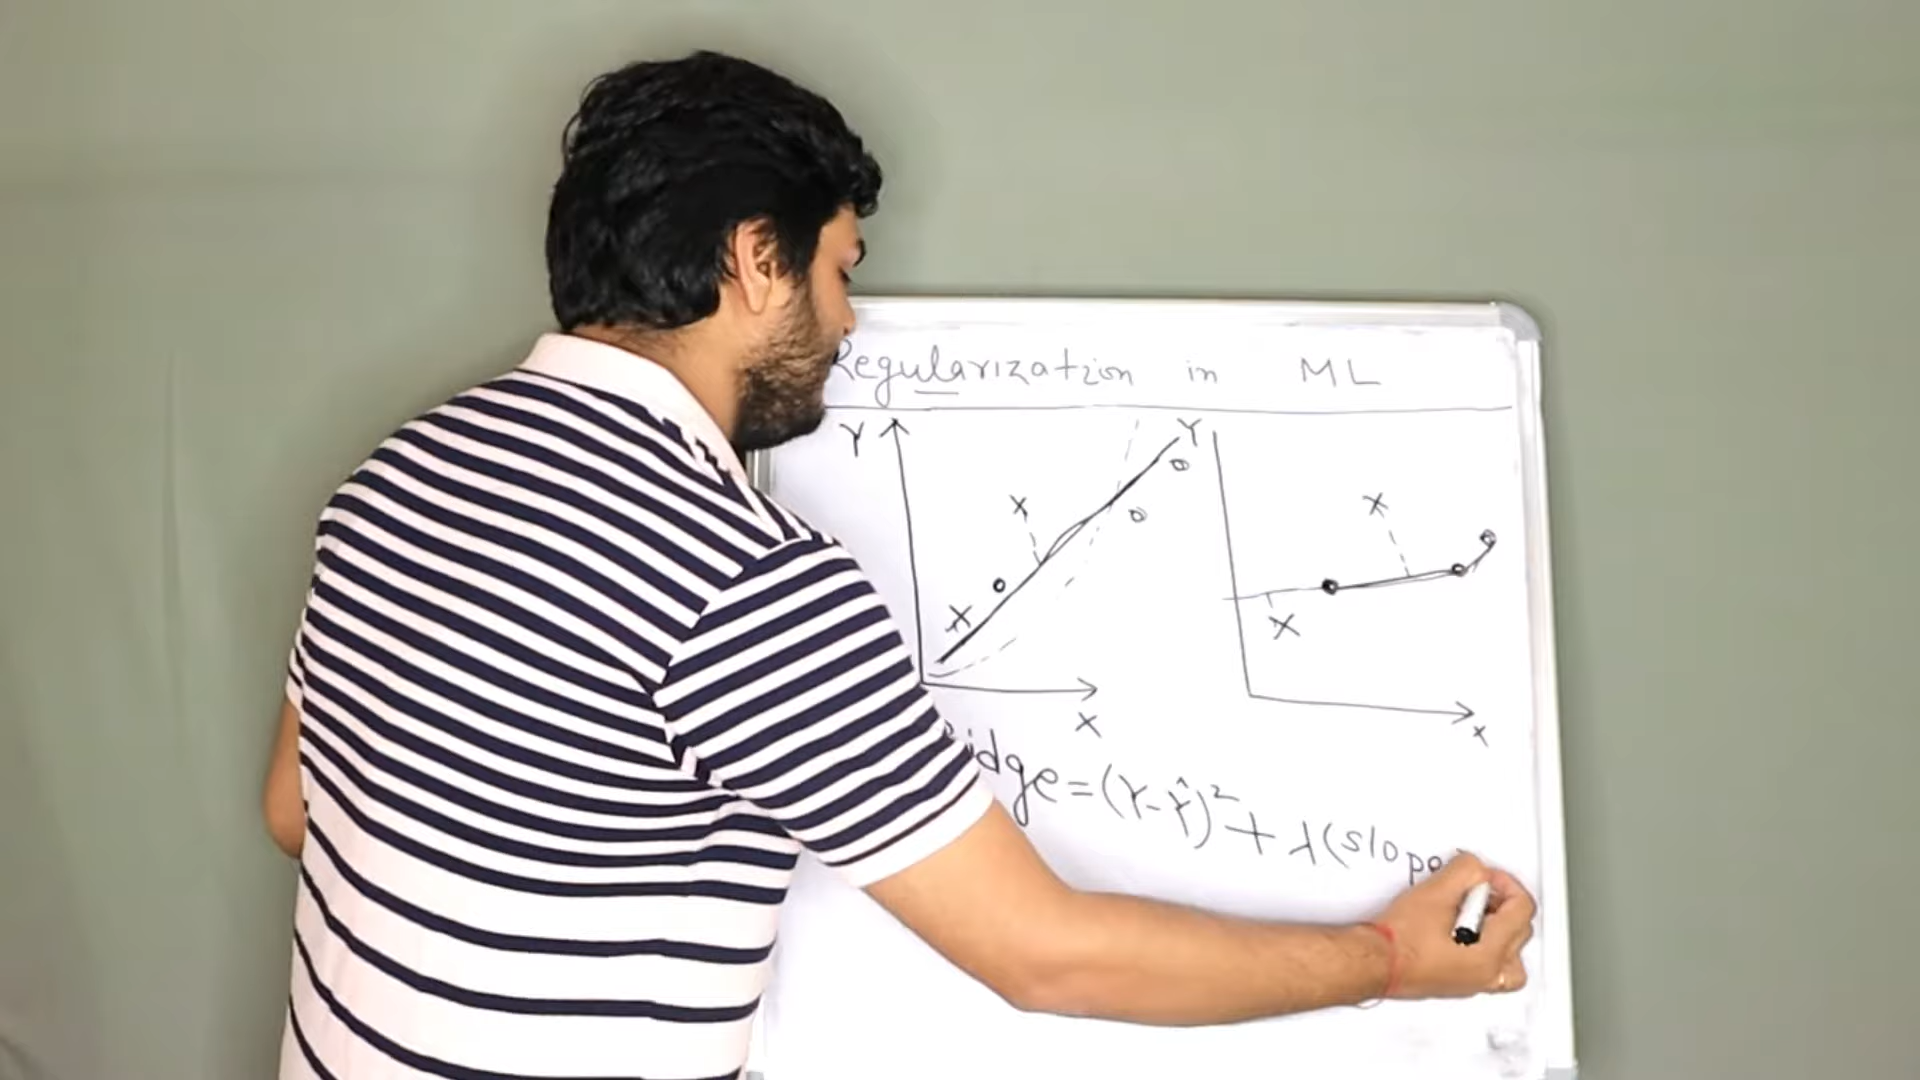 Regularization in ML
Y
Y
X
X
X
X
X
x
idge = (Y - Ŷ)² + λ(slope)